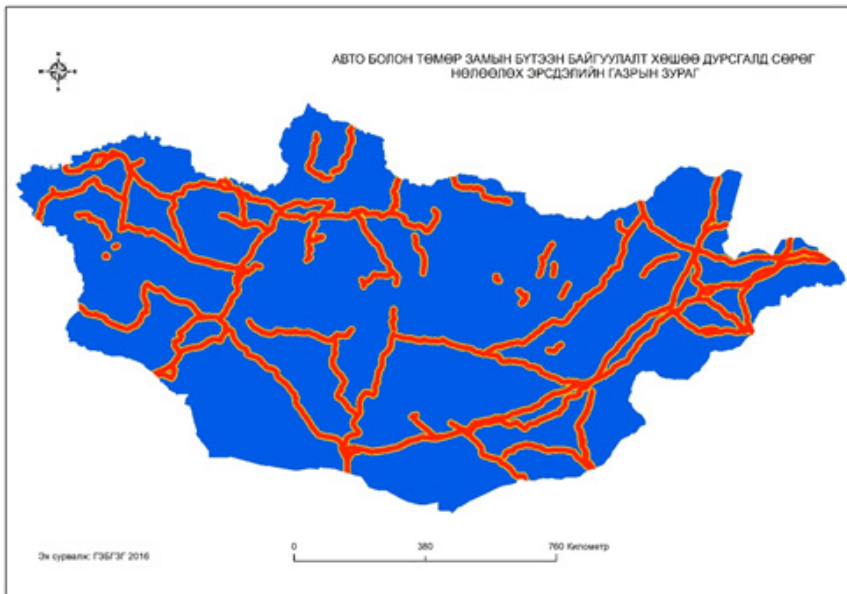 АВТО БОЛОН ТӨМӨР ЗАМЫН БҮТЭЭН БАЙГУУЛАЛТ ХӨШӨӨ ДУРСГАЛД СӨРӨГ
НӨЛӨӨЛӨХ ЭРСДЭЛИЙН ГАЗРЫН ЗУРАГ
Эх сурвалж: ГЗБГЗГ 2016
0 380 760 Километр